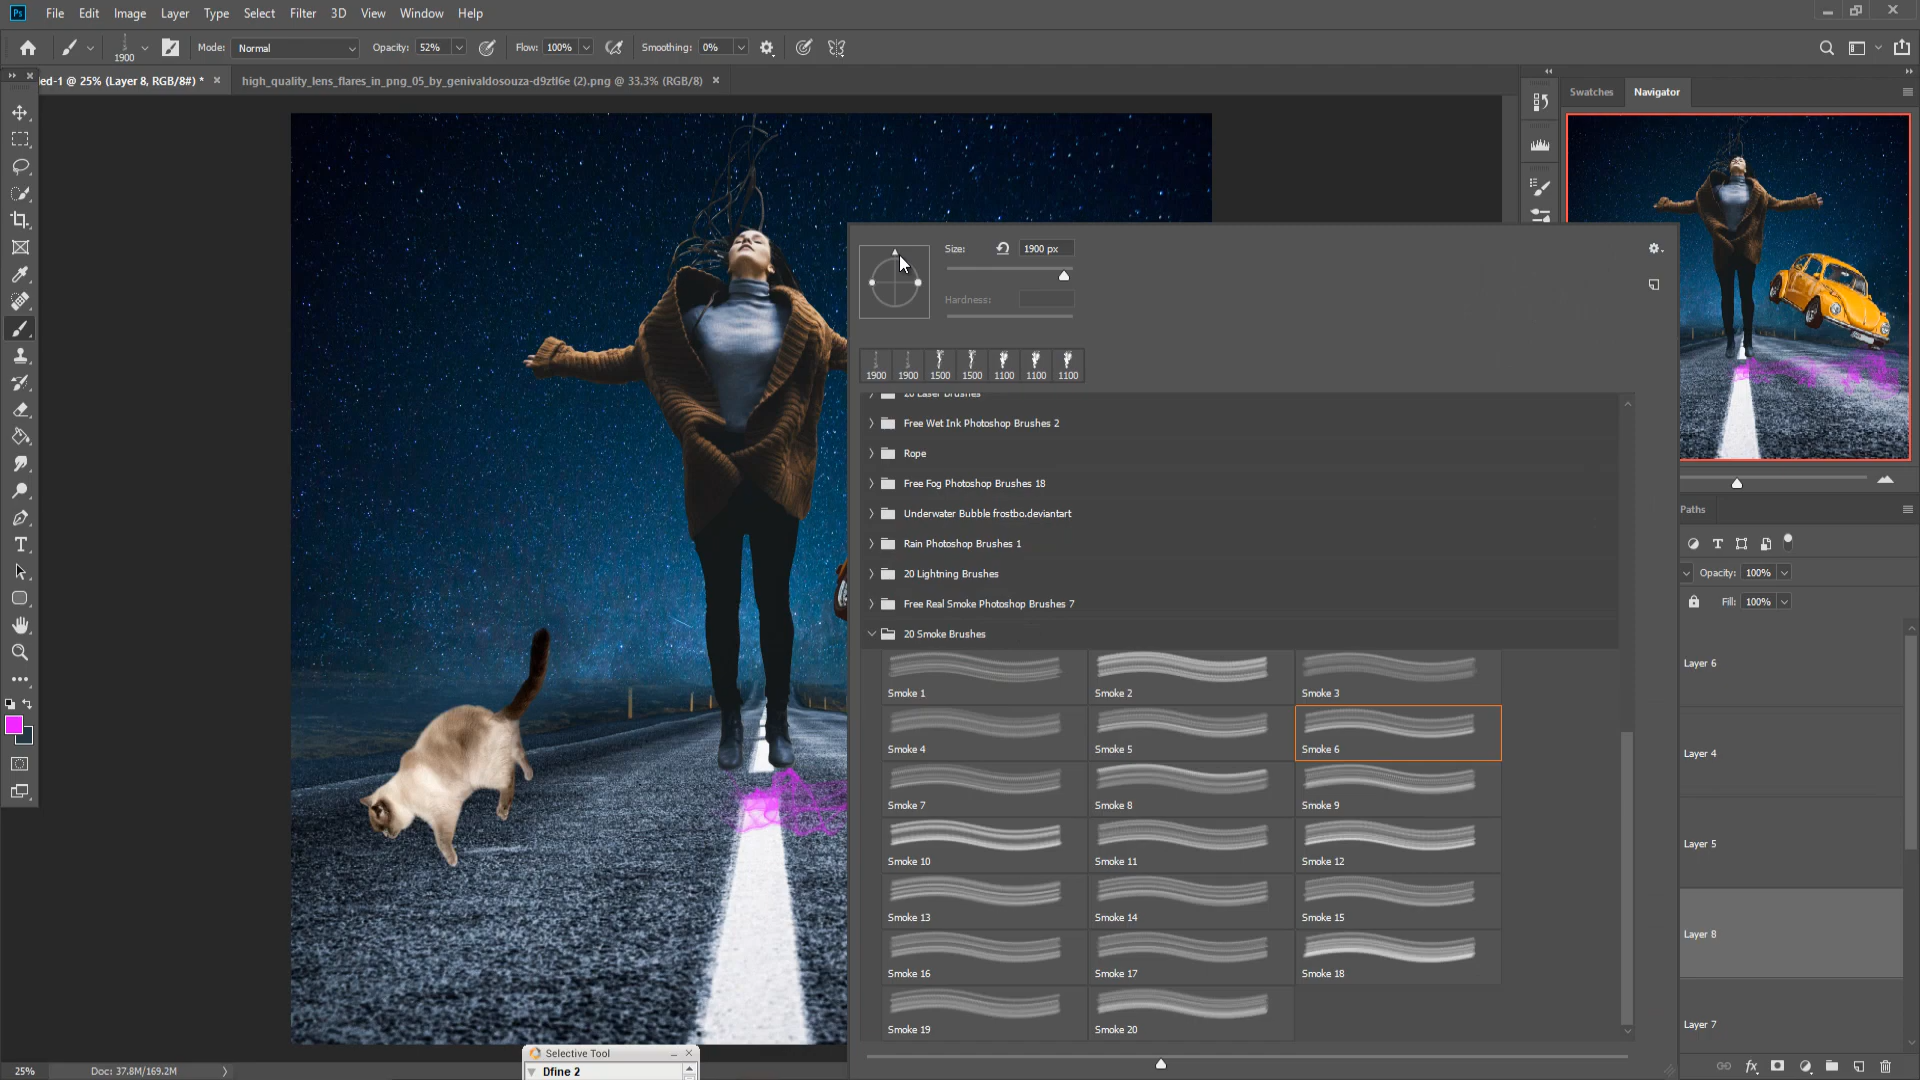 Ps File Edit Image Layer Type Select Filter 3D View Window Help
1900 Mode: Normal Opacity: 52% Flow: 100% Smoothing: 0%
ed-1 @ 25% (Layer 8, RGB/8#) * × high_quality_lens_flares_in_png_05_by_genivaldosouza-d9ztl6e (2).png @ 33.3% (RGB/8) ×
Swatches Navigator
Size: 1900 px
Hardness:
1900 1900 1500 1500 1100 1100 1100
20 Laser Brushes
Free Wet Ink Photoshop Brushes 2
Rope
Free Fog Photoshop Brushes 18
Underwater Bubble frostbo.deviantart
Rain Photoshop Brushes 1
20 Lightning Brushes
Free Real Smoke Photoshop Brushes 7
20 Smoke Brushes
Smoke 1 Smoke 2 Smoke 3
Smoke 4 Smoke 5 Smoke 6
Smoke 7 Smoke 8 Smoke 9
Smoke 10 Smoke 11 Smoke 12
Smoke 13 Smoke 14 Smoke 15
Smoke 16 Smoke 17 Smoke 18
Smoke 19 Smoke 20
Paths
Opacity: 100%
Fill: 100%
Layer 6
Layer 4
Layer 5
Layer 8
Layer 7
fx
Selective Tool
Dfine 2
25% Doc: 37.8M/169.2M